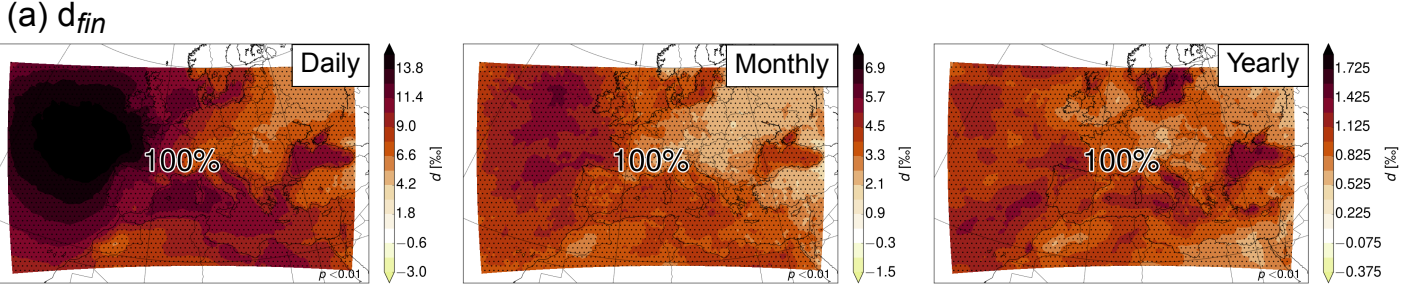 (a) d_fin
Daily
100%
p <0.01
13.8
11.4
9.0
6.6
4.2
1.8
−0.6
−3.0
d [‰]
Monthly
100%
p <0.01
6.9
5.7
4.5
3.3
2.1
0.9
−0.3
−1.5
d [‰]
Yearly
100%
p <0.01
1.725
1.425
1.125
0.825
0.525
0.225
−0.075
−0.375
d [‰]